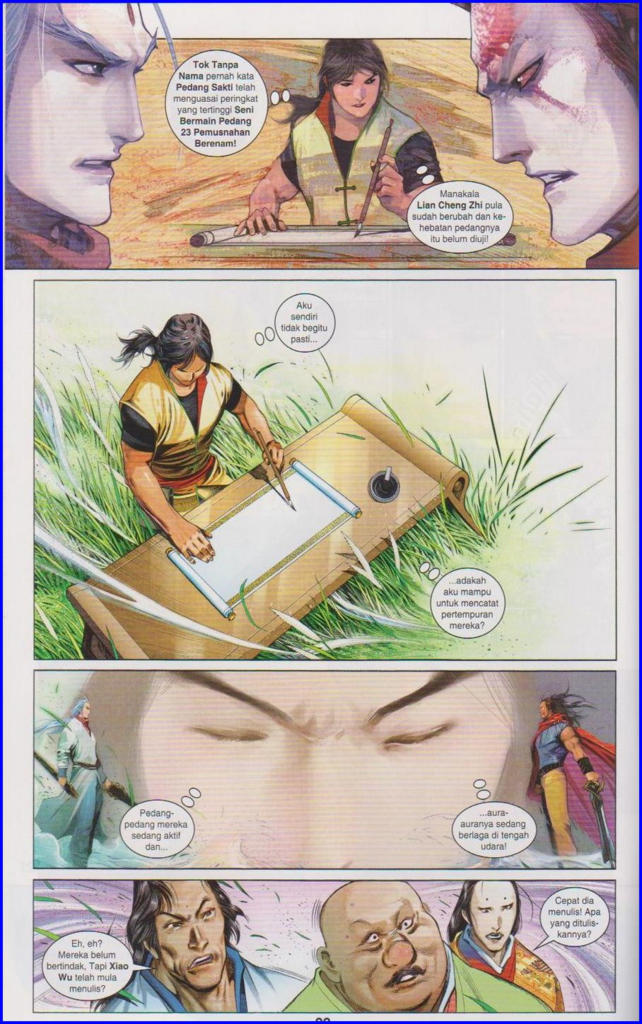 Tok Tanpa
Nama pernah kata
Pedang Sakti telah
menguasai peringkat
yang tertinggi Seni
Bermain Pedang
23 Pemusnahan
Berenam!
Manakala
Lian Cheng Zhi pula
sudah berubah dan ke-
hebatan pedangnya
itu belum diuji!
Aku
sendiri
tidak begitu
pasti...
...adakah
aku mampu
untuk mencatat
pertempuran
mereka?
Pedang-
pedang mereka
sedang aktif
dan...
...aura-
auranya sedang
berlaga di tengah
udara!
Eh, eh?
Mereka belum
bertindak, Tapi Xiao
Wu telah mula
menulis?
Cepat dia
menulis! Apa
yang ditulis-
kannya?